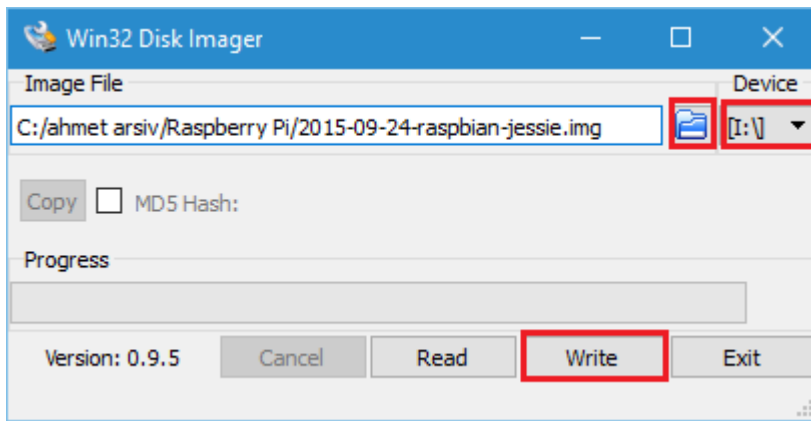 Win32 Disk Imager
Image File
Device
C:/ahmet arsiv/Raspberry Pi/2015-09-24-raspbian-jessie.img
[I:\]
Copy
MD5 Hash:
Progress
Version: 0.9.5
Cancel
Read
Write
Exit